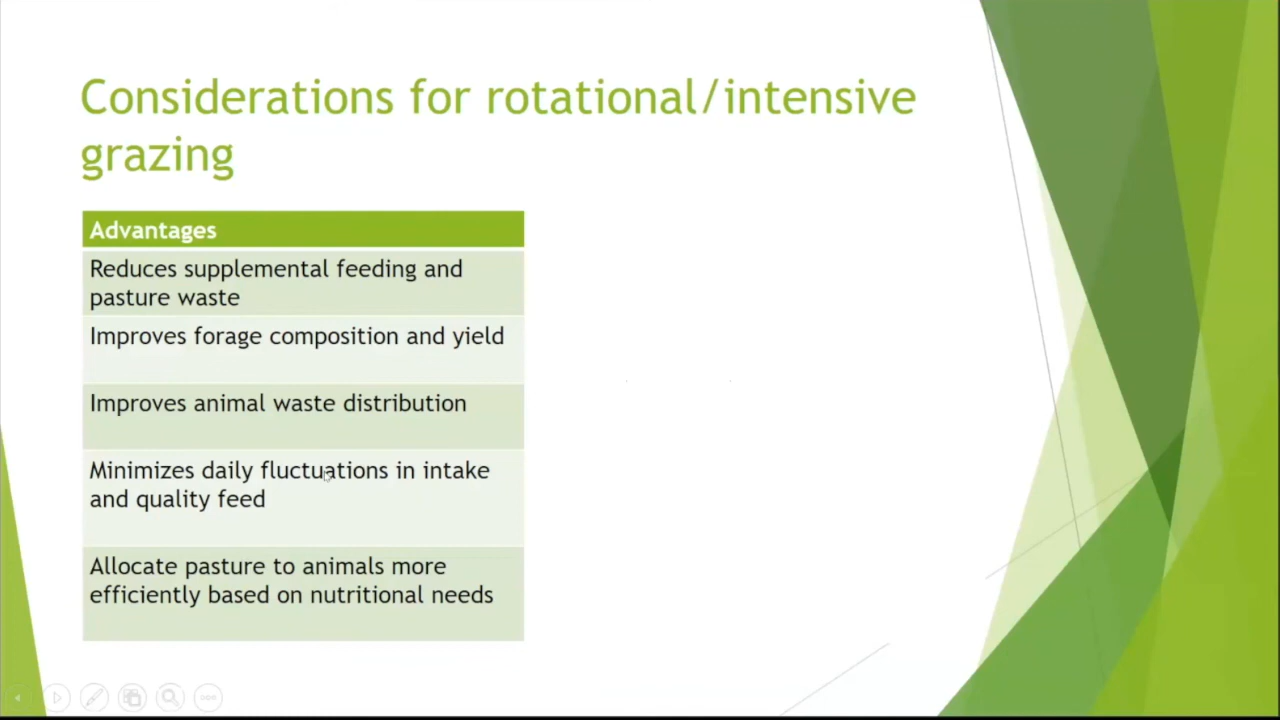 Considerations for rotational/intensive
grazing
Advantages
Reduces supplemental feeding and
pasture waste
Improves forage composition and yield
Improves animal waste distribution
Minimizes daily fluctuations in intake
and quality feed
Allocate pasture to animals more
efficiently based on nutritional needs